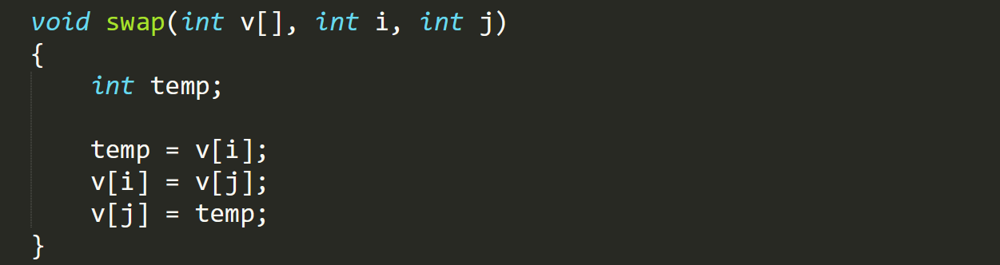 void swap(int v[], int i, int j)
{
    int temp;

    temp = v[i];
    v[i] = v[j];
    v[j] = temp;
}